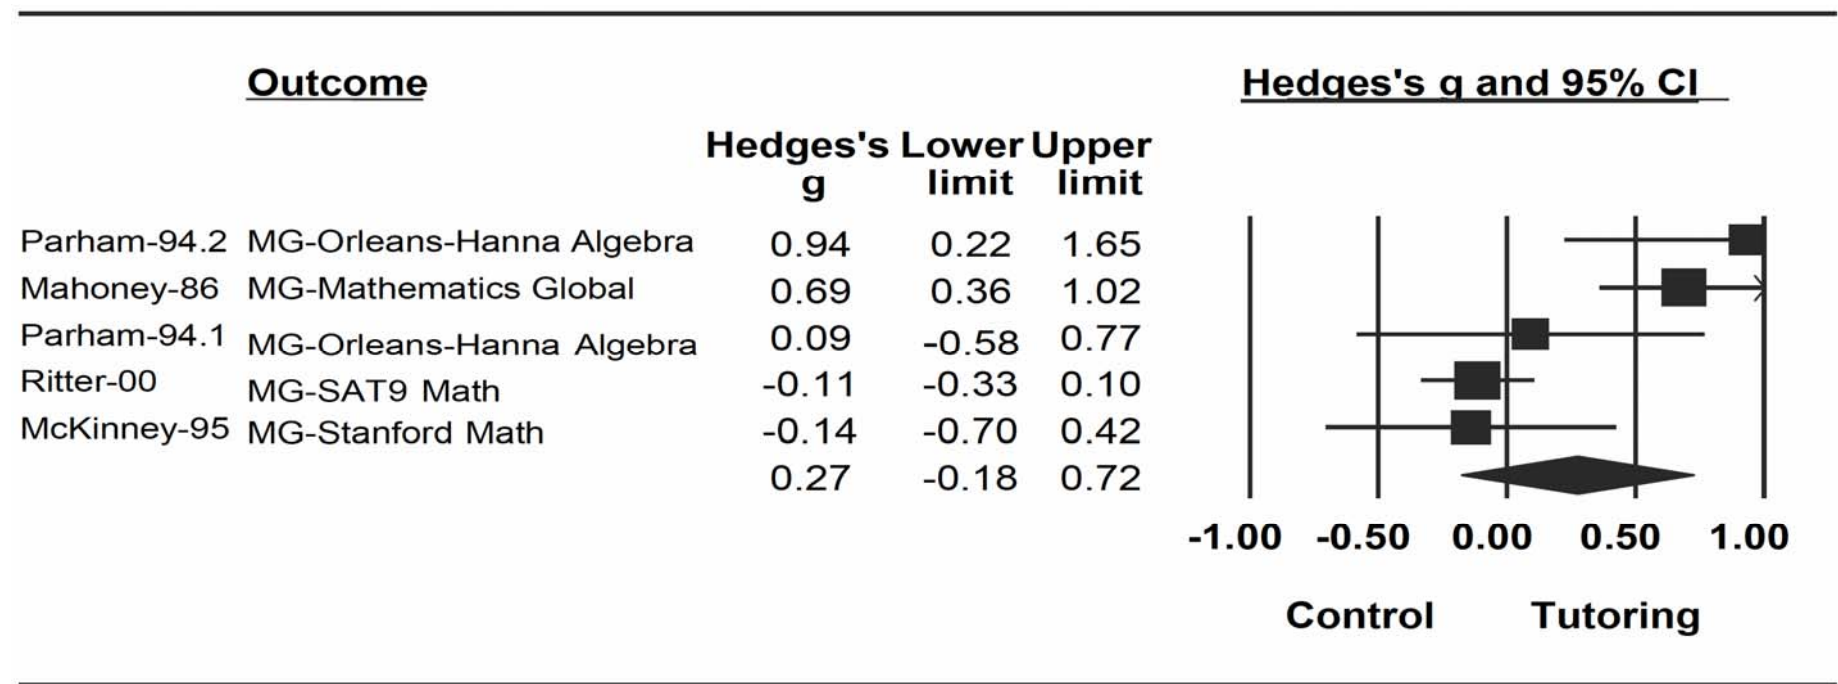 Outcome
Hedges's g and 95% CI
Hedges's Lower Upper
g limit limit
Parham-94.2 MG-Orleans-Hanna Algebra 0.94 0.22 1.65
Mahoney-86 MG-Mathematics Global 0.69 0.36 1.02
Parham-94.1 MG-Orleans-Hanna Algebra 0.09 -0.58 0.77
Ritter-00 MG-SAT9 Math -0.11 -0.33 0.10
McKinney-95 MG-Stanford Math -0.14 -0.70 0.42
0.27 -0.18 0.72
-1.00 -0.50 0.00 0.50 1.00
Control Tutoring